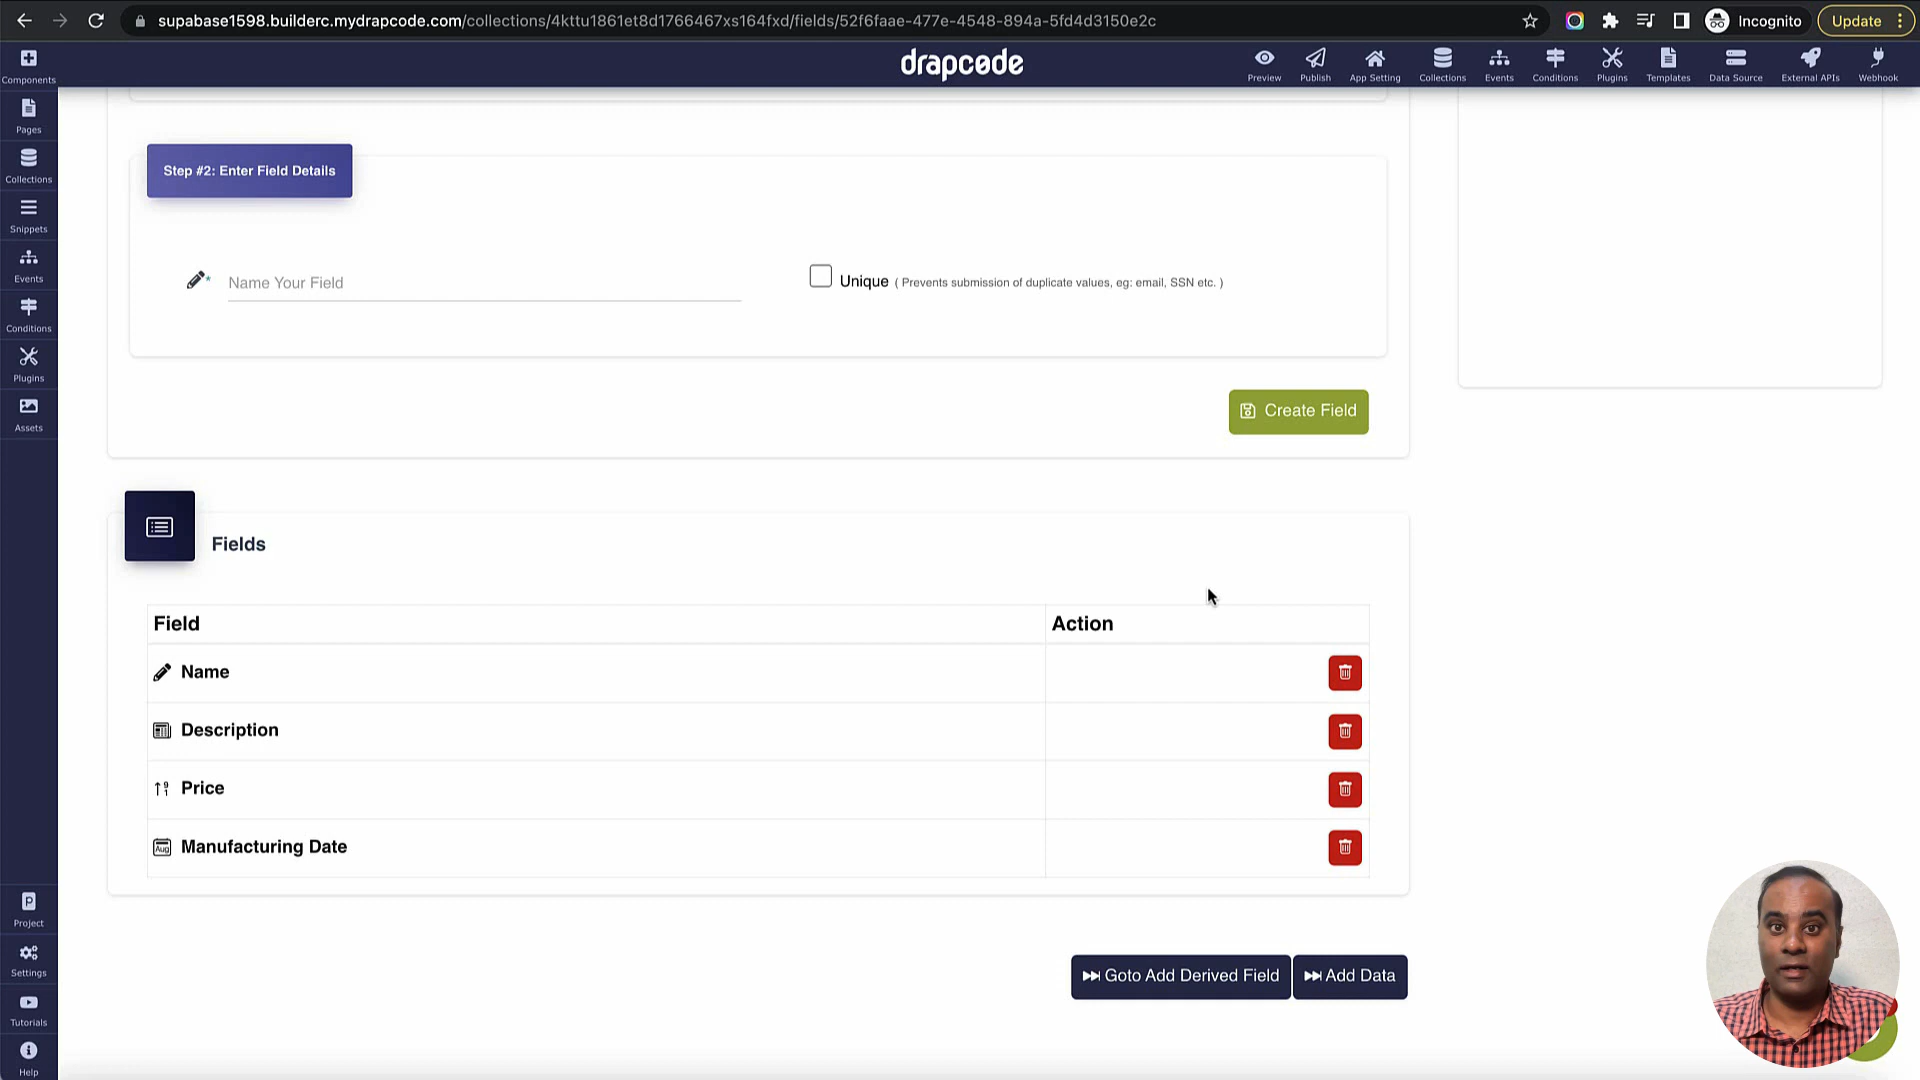 supabase1598.builderc.mydrapcode.com/collections/4kttu1861et8d1766467xs164fxd/fields/52f6faae-477e-4548-894a-5fd4d3150e2c
Incognito
Update
Components
drapcode
Preview
Publish
App Setting
Collections
Events
Conditions
Plugins
Templates
Data Source
External APIs
Webhook
Pages
Collections
Snippets
Events
Conditions
Plugins
Assets
Project
Settings
Tutorials
Help
Step #2: Enter Field Details
* Name Your Field
Unique ( Prevents submission of duplicate values, eg: email, SSN etc. )
Create Field
Fields
Field Action
Name
Description
Price
Manufacturing Date
Goto Add Derived Field
Add Data